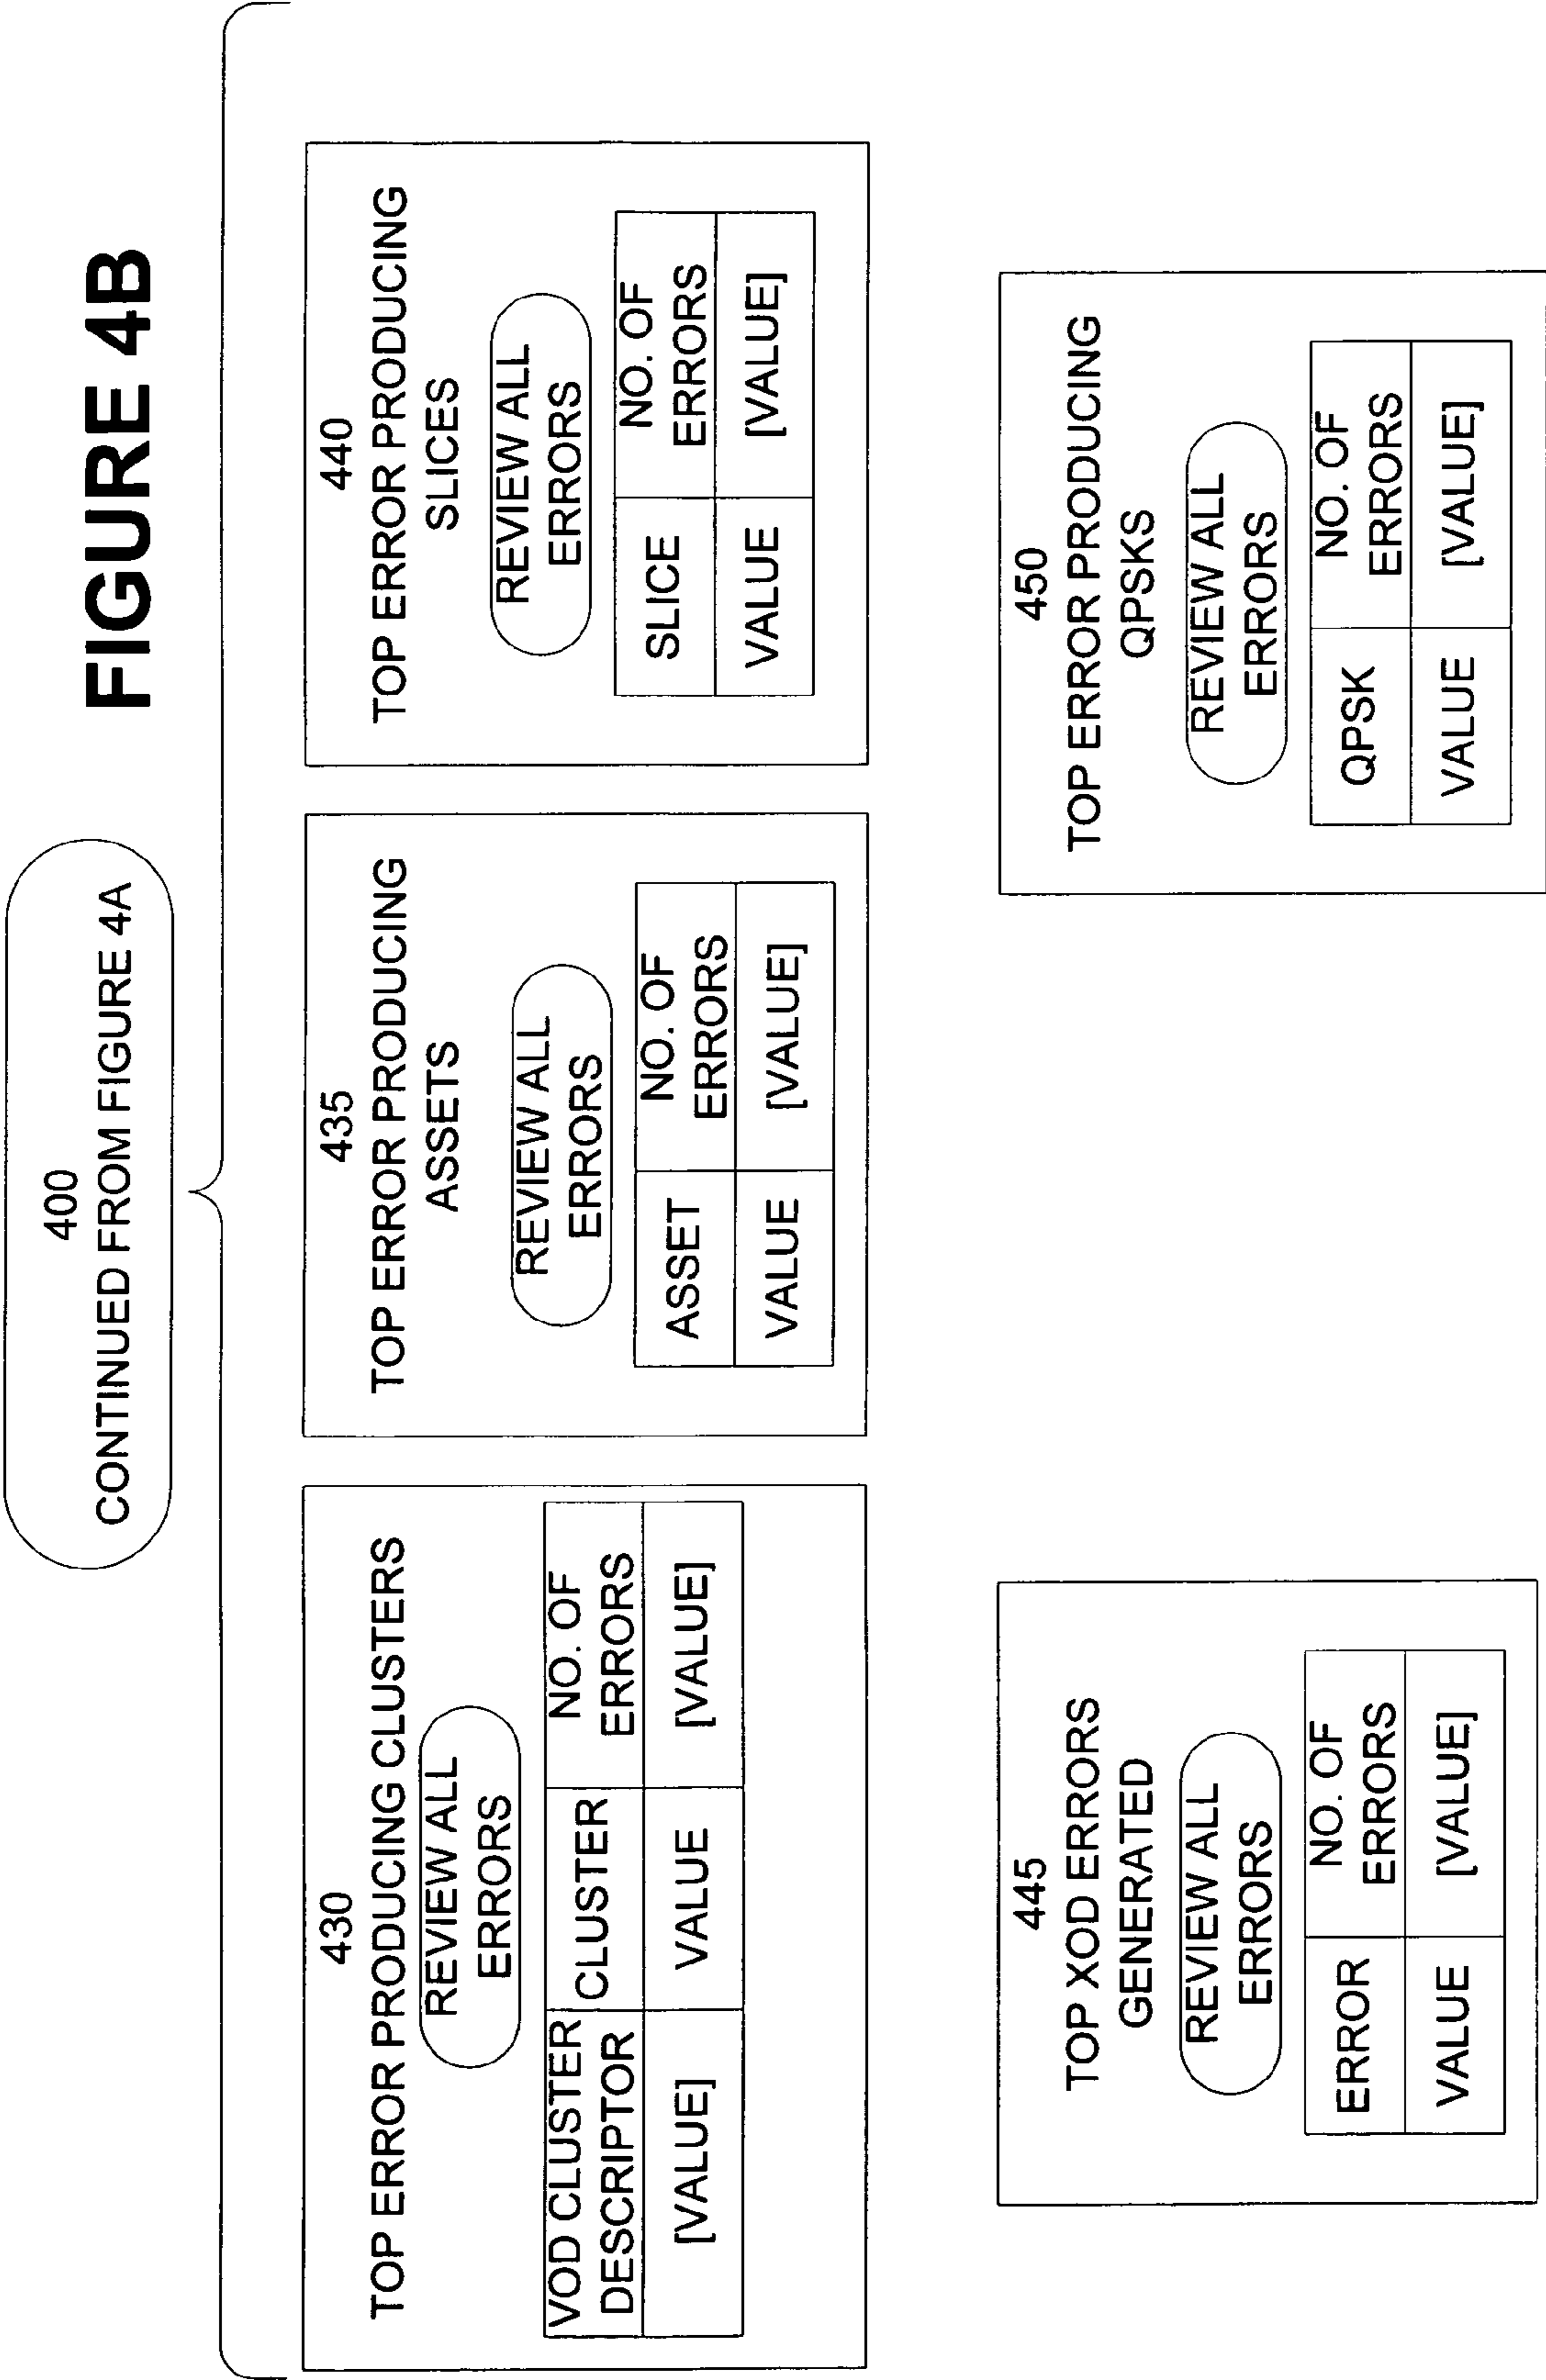 FIGURE 4B
400
CONTINUED FROM FIGURE 4A
430
TOP ERROR PRODUCING CLUSTERS
REVIEW ALL
ERRORS
VOD CLUSTER
DESCRIPTOR
CLUSTER
NO. OF
ERRORS
[VALUE]
VALUE
[VALUE]
435
TOP ERROR PRODUCING
ASSETS
REVIEW ALL
ERRORS
ASSET
NO. OF
ERRORS
VALUE
[VALUE]
440
TOP ERROR PRODUCING
SLICES
REVIEW ALL
ERRORS
SLICE
NO. OF
ERRORS
VALUE
[VALUE]
445
TOP XOD ERRORS
GENERATED
REVIEW ALL
ERRORS
ERROR
NO. OF
ERRORS
VALUE
[VALUE]
450
TOP ERROR PRODUCING
QPSKS
REVIEW ALL
ERRORS
QPSK
NO. OF
ERRORS
VALUE
[VALUE]